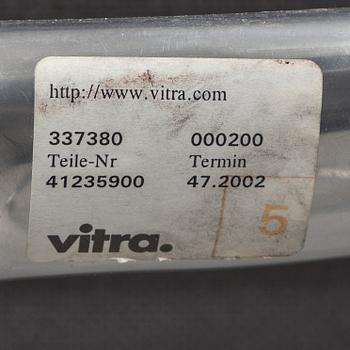 http://www.vitra.com
337380 000200
Teile-Nr Termin
41235900 47.2002
5
vitra.